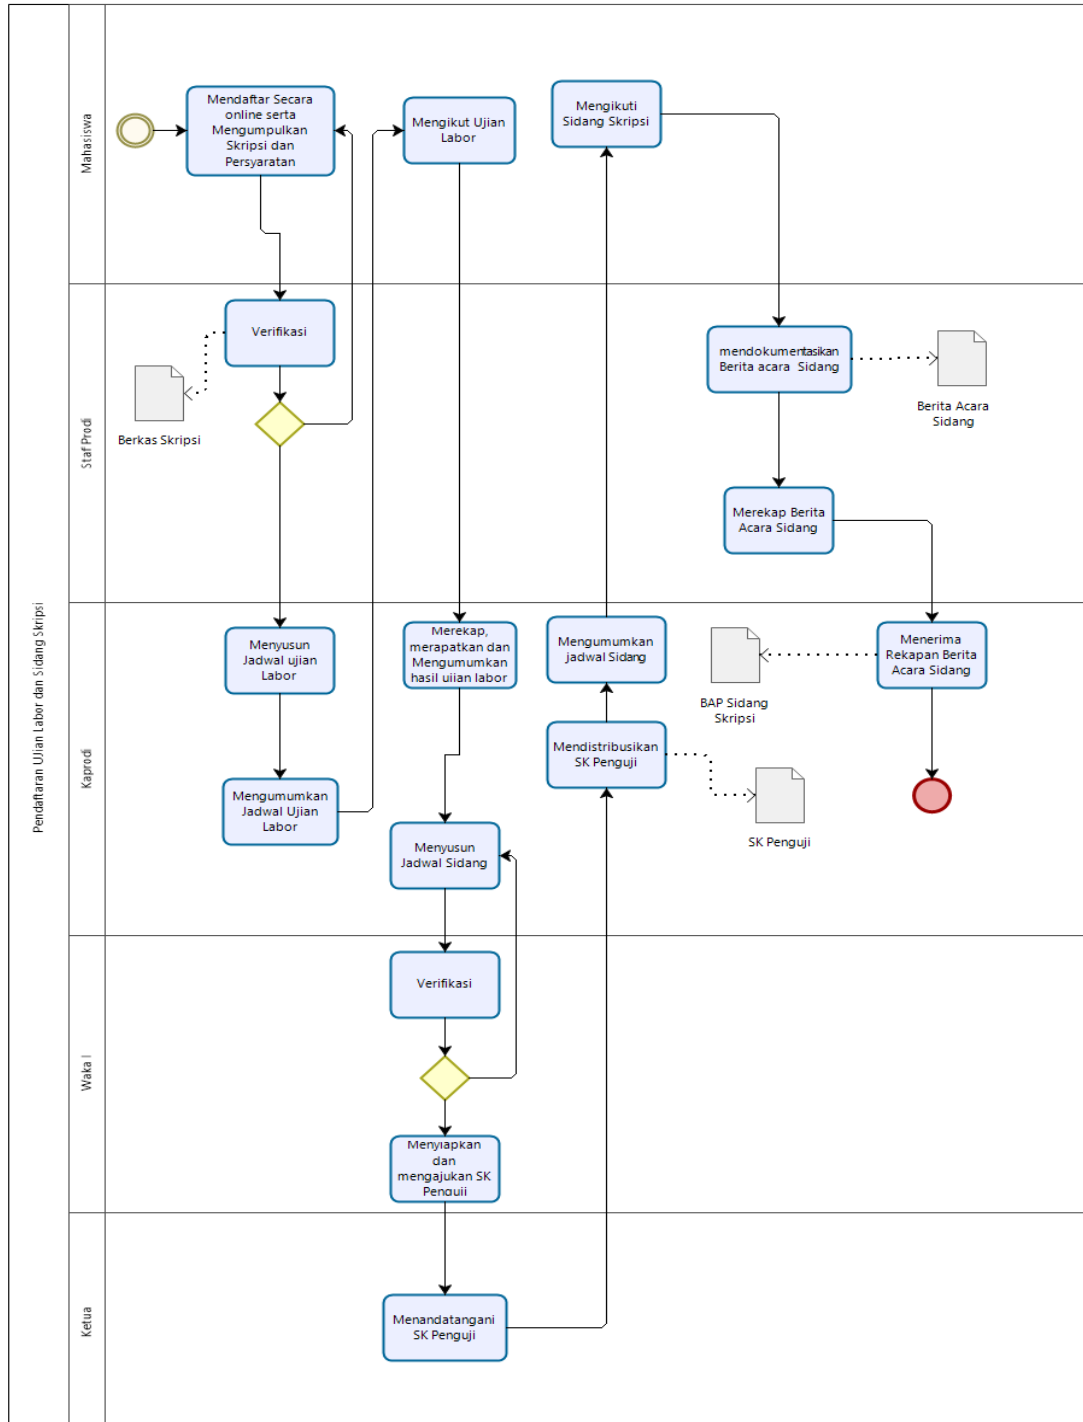 Pendaftaran UJian Labor dan Sidang Skripsi
Mahasiswa
Mendaftar Secara
online serta
Mengumpulkan
Skripsi dan
Persyaratan
Mengikut Ujian
Labor
Mengikuti
Sidang Skripsi
Staf Prodi
Verifikasi
Berkas Skripsi
mendokumentasikan
Berita acara Sidang
Berita Acara
Sidang
Merekap Berita
Acara Sidang
Kaprodi
Menyusun
Jadwal ujian
Labor
Merekap,
merapatkan dan
Mengumumkan
hasil ujian labor
Mengumumkan
jadwal Sidang
BAP Sidang
Skripsi
Menerima
Rekapan Berita
Acara Sidang
Mendistribusikan
SK Penguji
SK Penguji
Mengumumkan
Jadwal Ujian
Labor
Menyusun
Jadwal Sidang
Waka I
Verifikasi
Menyiapkan
dan
mengajukan SK
Penguji
Ketua
Menandatangani
SK Penguji